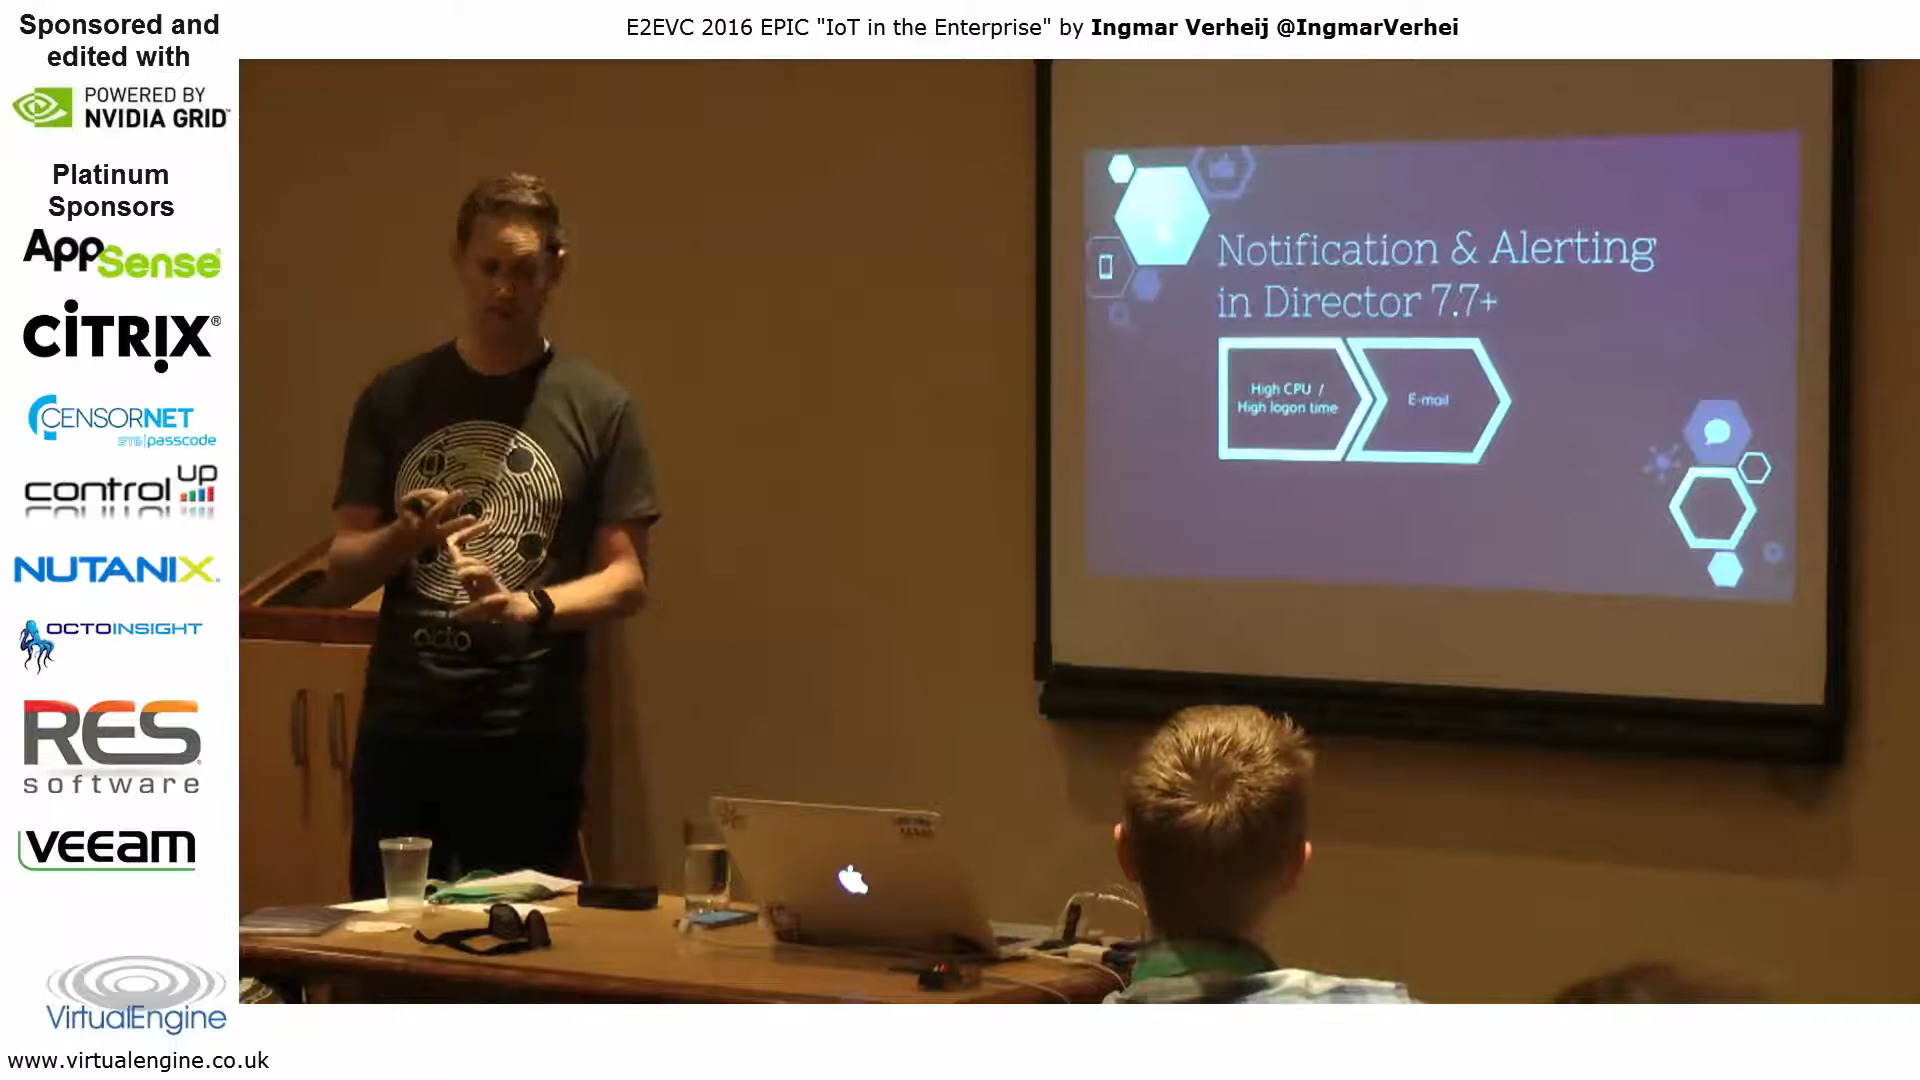 Sponsored and
edited with
POWERED BY
NVIDIA GRID
Platinum
Sponsors
AppSense
CITRIX®
CENSORNET
SMS|passcode
control UP
NUTANIX
OCTOINSIGHT
RES
software
veeam
VirtualEngine
www.virtualengine.co.uk
E2EVC 2016 EPIC "IoT in the Enterprise" by Ingmar Verheij @IngmarVerhei
Notification & Alerting
in Director 7.7+
High CPU /
High logon time
E-mail
octo